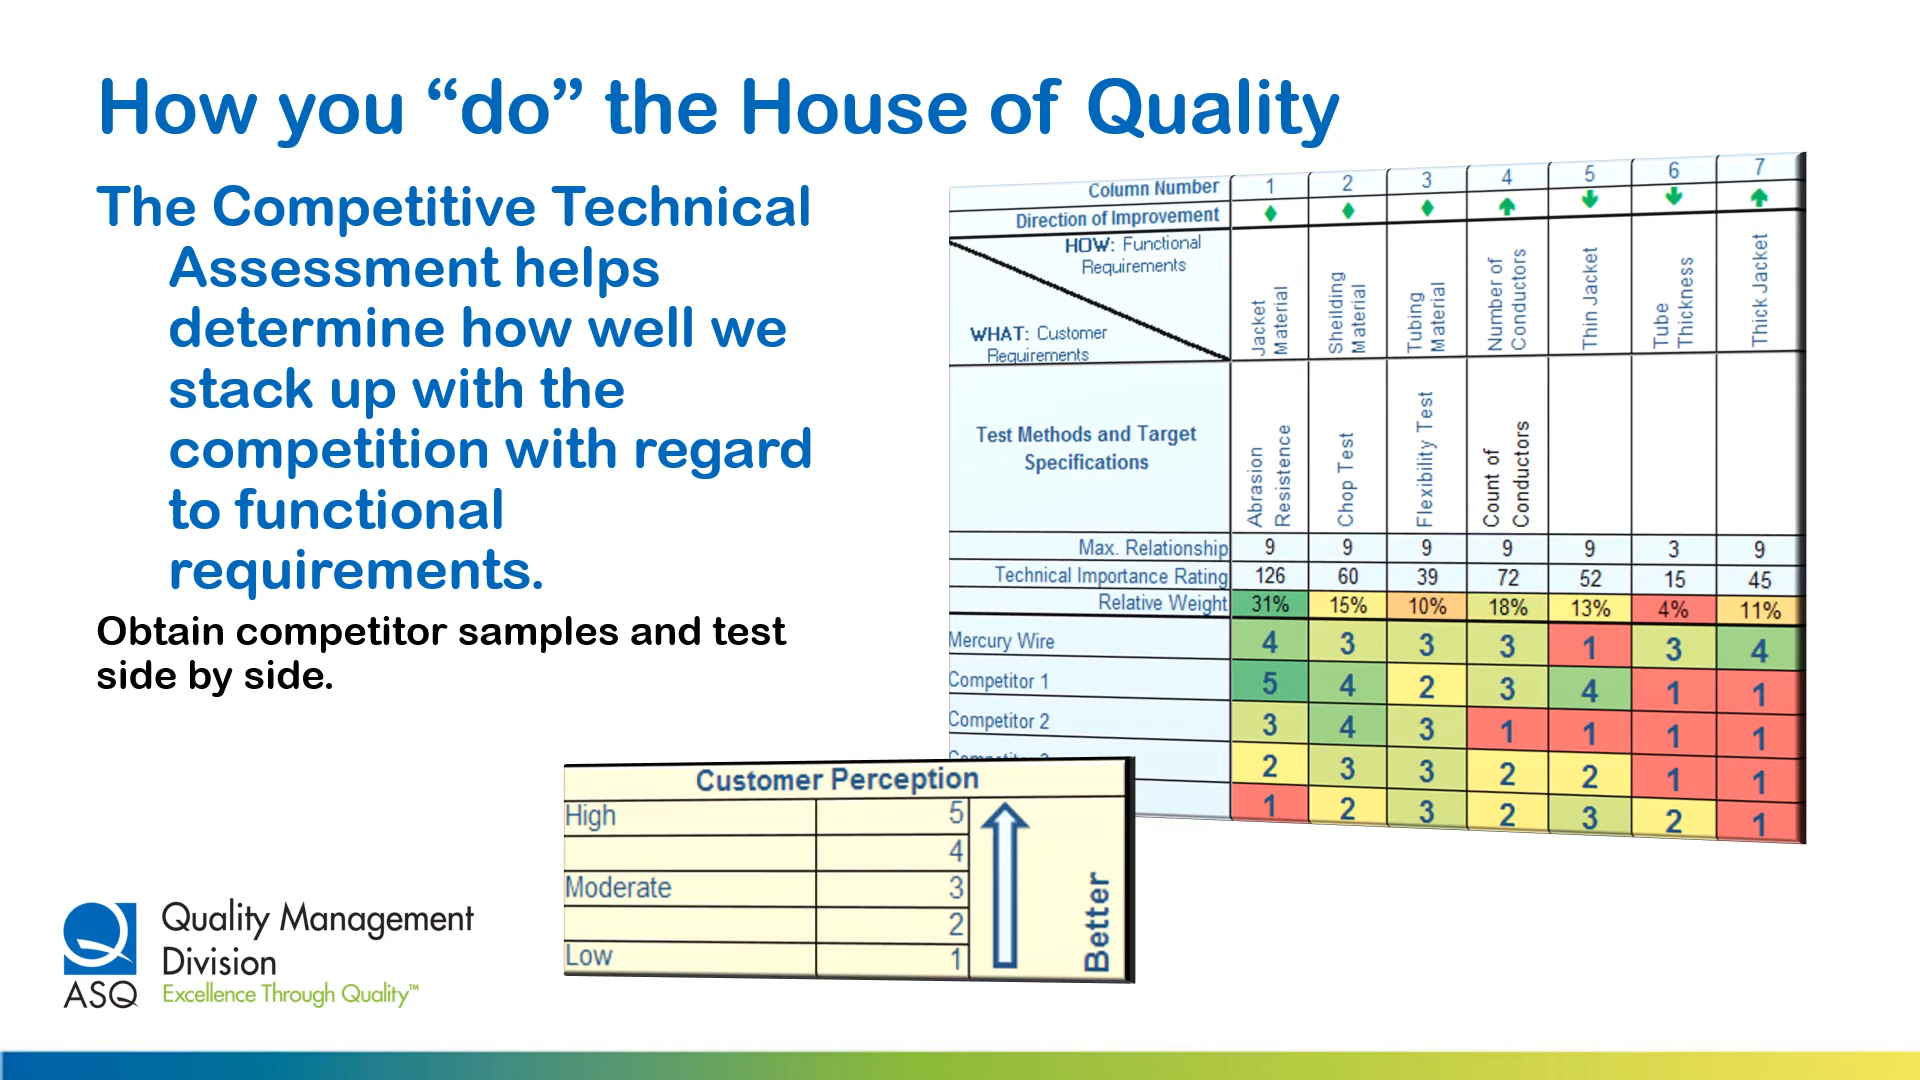 How you “do” the House of Quality
The Competitive Technical
Assessment helps
determine how well we
stack up with the
competition with regard
to functional
requirements.
Obtain competitor samples and test
side by side.
Column Number 1 2 3 4 5 6 7
Direction of Improvement
HOW: Functional
Requirements
WHAT: Customer
Requirements
Jacket
Material
Sheilding
Material
Tubing
Material
Number of
Conductors
Thin Jacket
Tube
Thickness
Thick Jacket
Test Methods and Target
Specifications
Abrasion
Resistence
Chop Test
Flexibility Test
Count of
Conductors
Max. Relationship 9 9 9 9 9 3 9
Technical Importance Rating 126 60 39 72 52 15 45
Relative Weight 31% 15% 10% 18% 13% 4% 11%
Mercury Wire 4 3 3 3 1 3 4
Competitor 1 5 4 2 3 4 1 1
Competitor 2 3 4 3 1 1 1 1
2 3 3 2 2 1 1
1 2 3 2 3 2 1
Customer Perception
High 5
4
Moderate 3
2
Low 1
Better
ASQ
Quality Management
Division
Excellence Through Quality™